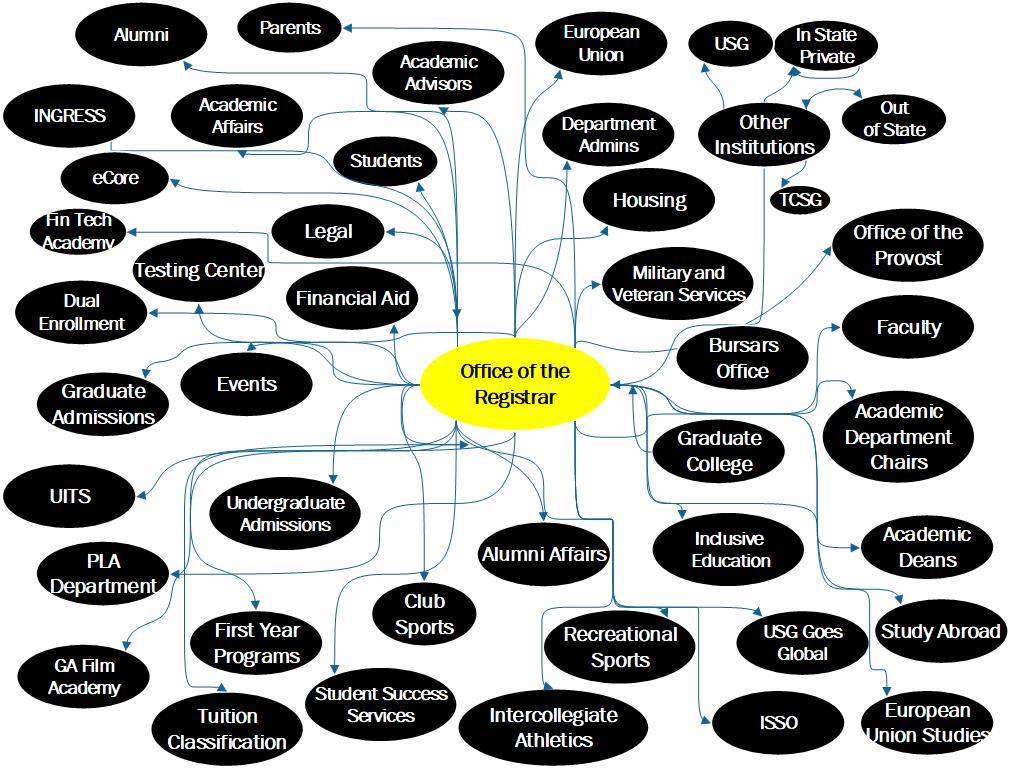 Alumni
Parents
European
Union
USG
In State
Private
Academic
Advisors
INGRESS
Academic
Affairs
Department
Admins
Other
Institutions
Out
of State
Students
eCore
Housing
TCSG
Fin Tech
Academy
Legal
Office of the
Provost
Testing Center
Military and
Veteran Services
Dual
Enrollment
Financial Aid
Faculty
Bursars
Office
Graduate
Admissions
Events
Office of the
Registrar
Academic
Department
Chairs
Graduate
College
UITS
Undergraduate
Admissions
Alumni Affairs
Inclusive
Education
Academic
Deans
PLA
Department
Club
Sports
First Year
Programs
Recreational
Sports
USG Goes
Global
Study Abroad
GA Film
Academy
Student Success
Services
Tuition
Classification
Intercollegiate
Athletics
ISSO
European
Union Studies